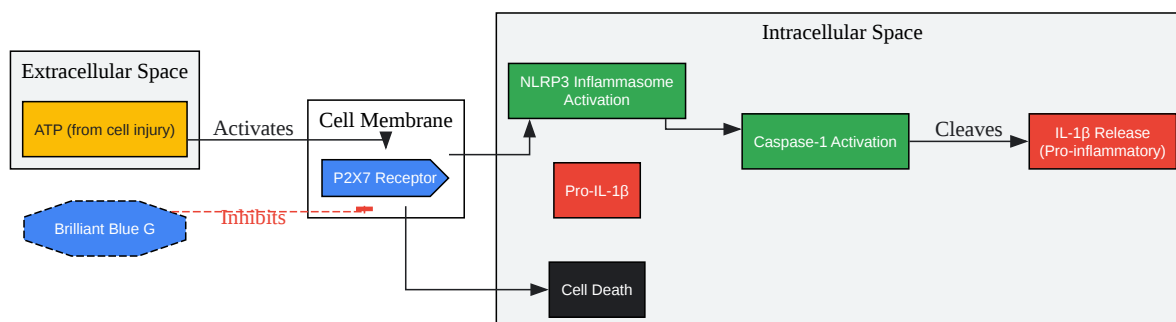 Intracellular Space
Extracellular Space
ATP (from cell injury)
Activates
Cell Membrane
P2X7 Receptor
Brilliant Blue G
Inhibits
NLRP3 Inflammasome
Activation
Pro-IL-1β
Cell Death
Caspase-1 Activation
Cleaves
IL-1β Release
(Pro-inflammatory)